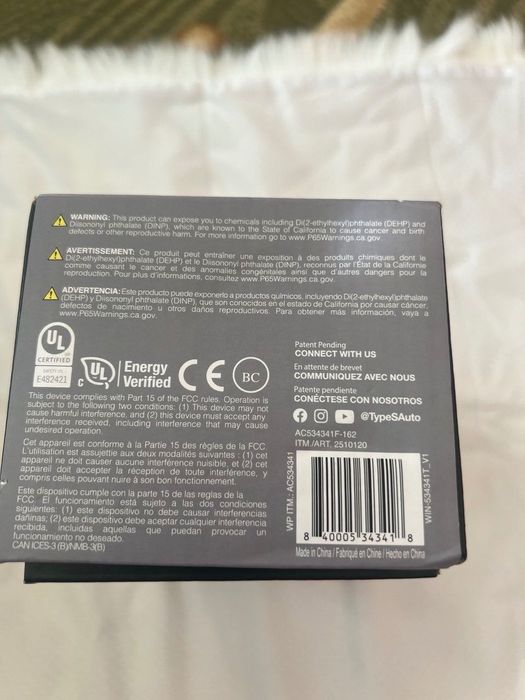 WARNING: This product can expose you to chemicals including Di(2-ethylhexyl)phthalate (DEHP) and
Diisononyl phthalate (DINP), which are known to the State of California to cause cancer and birth
defects or other reproductive harm. For more information go to www.P65Warnings.ca.gov.
AVERTISSEMENT: Ce produit peut entraîner une exposition à des produits chimiques dont le
Di(2-ethylhexyl)phthalate (DEHP) et le Diisononyl phthalate (DINP), reconnus par l'État de la Californie
comme causant le cancer et des anomalies congénitales ainsi que d'autres dangers pour la
reproduction. Pour plus d'informations, consultez www.P65Warnings.ca.gov.
ADVERTENCIA: Este producto puede exponerlo a productos químicos, incluyendo Di(2-ethylhexyl)phthalate
(DEHP) y Diisononyl phthalate (DINP), que son conocidos en el estado de California por causar cáncer,
defectos de nacimiento u otros daños reproductivos. Para obtener más información, vaya a
www.P65Warnings.ca.gov.
UL
CERTIFIED
SAFETY US
E482421
c UL
Energy
Verified
CE
BC
This device complies with Part 15 of the FCC rules. Operation is
subject to the following two conditions: (1) This device may not
cause harmful interference, and (2) this device must accept any
interference received, including interference that may cause
undesired operation.
Cet appareil est conforme à la Partie 15 des règles de la FCC.
L'utilisation est assujettie aux deux modalités suivantes : (1) cet
appareil ne doit causer aucune interférence nuisible, et (2) cet
appareil doit accepter la réception de toute interférence, y
compris celles pouvant nuire à son bon fonctionnement.
Este dispositivo cumple con la parte 15 de las reglas de la
FCC. El funcionamiento está sujeto a las dos condiciones
siguientes: (1) este dispositivo no debe causar interferencias
dañinas; (2) este dispositivo debe aceptar cualquier interferencia
recibida, incluidas aquellas que puedan provocar un
funcionamiento no deseado.
CAN ICES-3 (B)/NMB-3(B)
Patent Pending
CONNECT WITH US
En attente de brevet
COMMUNIQUEZ AVEC NOUS
Patente pendiente
CONÉCTESE CON NOSOTROS
@TypeSAuto
AC534341F-162
ITM./ART. 2510120
WP ITM.: AC534341
WIN-534341T_V1
8 40005 34341 8
Made in China / Fabriqué en Chine / Hecho en China